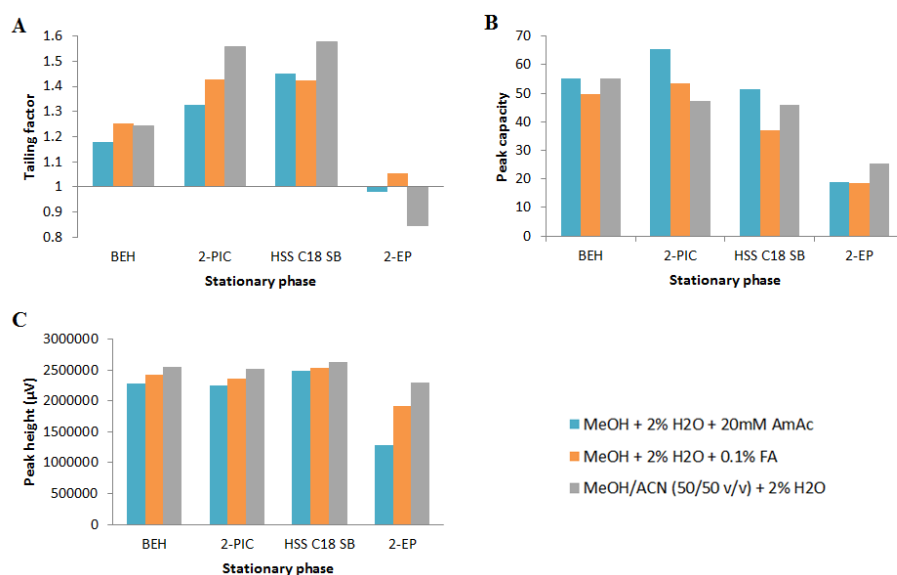 A
Tailing factor
1.6
1.5
1.4
1.3
1.2
1.1
1
0.9
0.8
BEH 2-PIC HSS C18 SB 2-EP
Stationary phase
B
Peak capacity
70
60
50
40
30
20
10
0
BEH 2-PIC HSS C18 SB 2-EP
Stationary phase
C
Peak height (µV)
3000000
2500000
2000000
1500000
1000000
500000
0
BEH 2-PIC HSS C18 SB 2-EP
Stationary phase
MeOH + 2% H2O + 20mM AmAc
MeOH + 2% H2O + 0.1% FA
MeOH/ACN (50/50 v/v) + 2% H2O